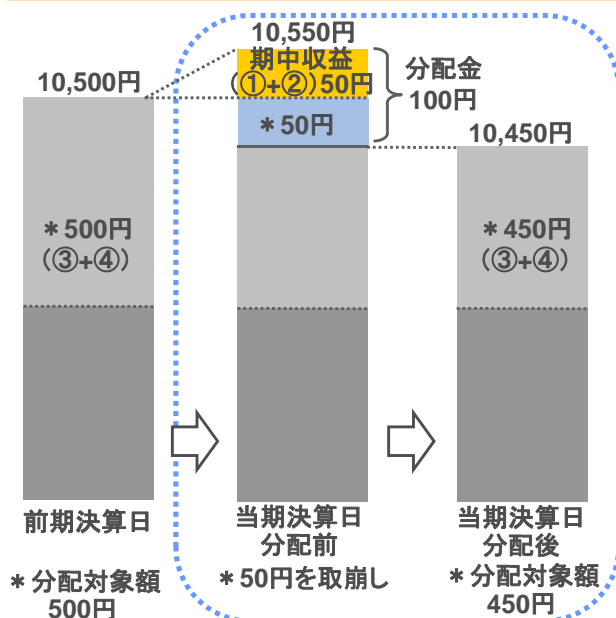 10,500円
＊500円
（③+④）
前期決算日
＊分配対象額
500円
10,550円
期中収益
（①+②）50円
＊50円
分配金
100円
当期決算日
分配前
＊50円を取崩し
10,450円
＊450円
（③+④）
当期決算日
分配後
＊分配対象額
450円